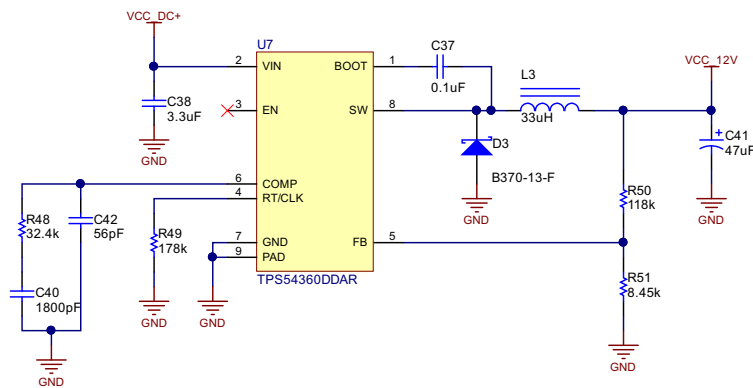 VCC_DC+
U7
TPS54360DDAR
2 VIN
3 EN
6 COMP
4 RT/CLK
7 GND
9 PAD
BOOT 1
SW 8
FB 5
C38
3.3uF
GND
R48
32.4k
C42
56pF
C40
1800pF
GND
R49
178k
GND
GND
C37
0.1uF
L3
33uH
D3
B370-13-F
GND
VCC_12V
C41
47uF
GND
R50
118k
R51
8.45k
GND